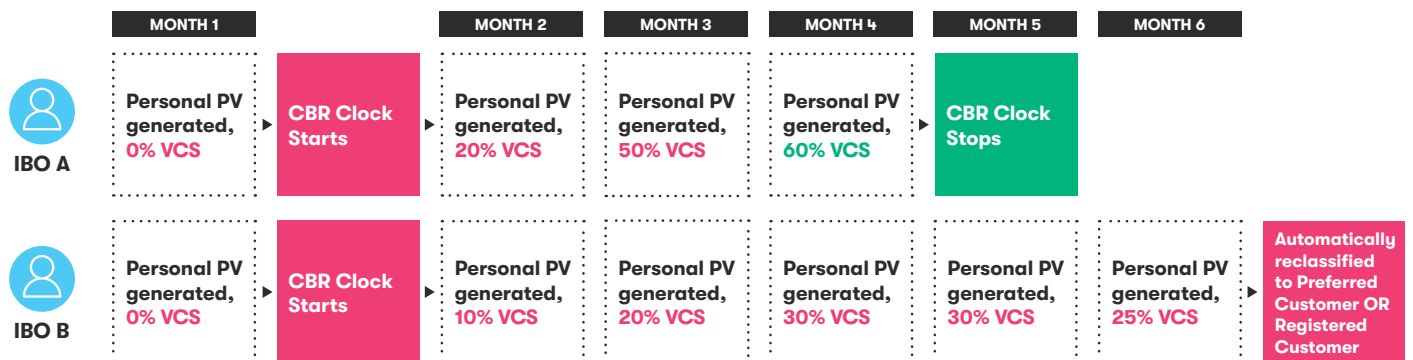 MONTH 1
MONTH 2
MONTH 3
MONTH 4
MONTH 5
MONTH 6
IBO A
Personal PV
generated,
0% VCS
CBR Clock
Starts
Personal PV
generated,
20% VCS
Personal PV
generated,
50% VCS
Personal PV
generated,
60% VCS
CBR Clock
Stops
IBO B
Personal PV
generated,
0% VCS
CBR Clock
Starts
Personal PV
generated,
10% VCS
Personal PV
generated,
20% VCS
Personal PV
generated,
30% VCS
Personal PV
generated,
30% VCS
Personal PV
generated,
25% VCS
Automatically
reclassified
to Preferred
Customer OR
Registered
Customer